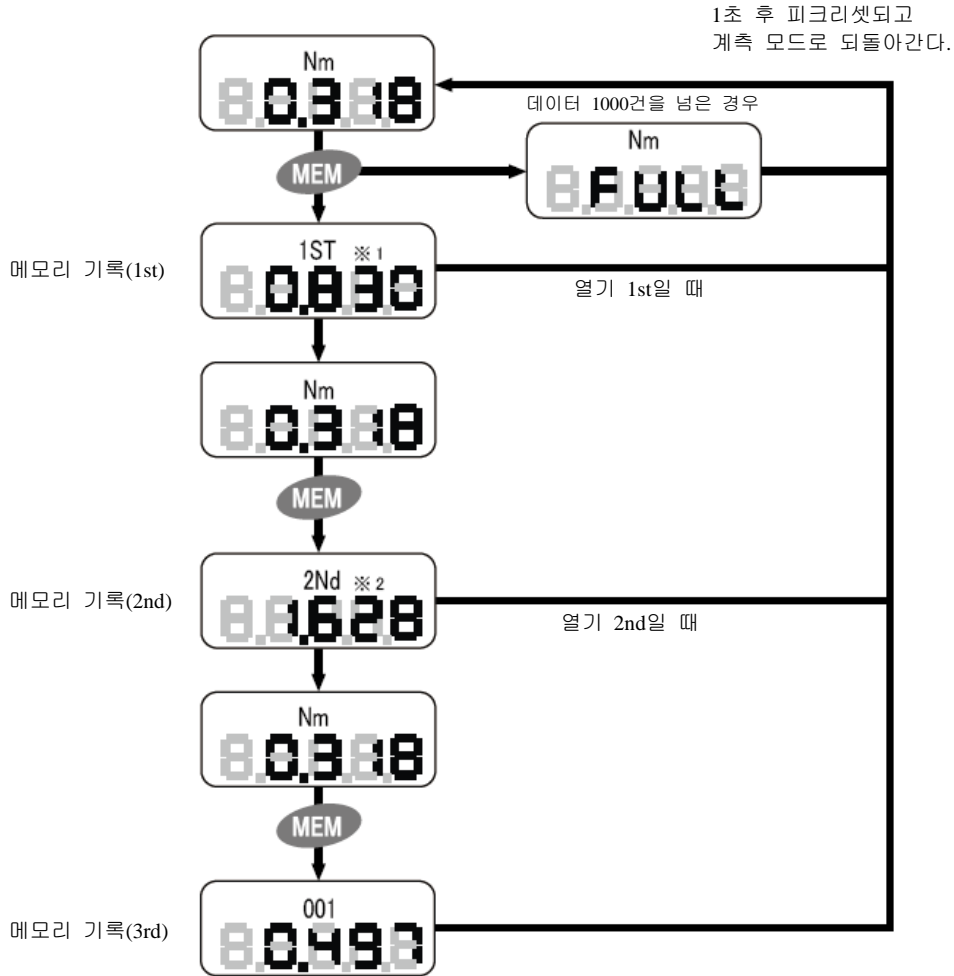 1초 후 피크리셋되고
계측 모드로 되돌아간다.
Nm
0.318
데이터 1000건을 넘은 경우
MEM
Nm
FULL
메모리 기록(1st)
1ST ※1
0.830
열기 1st일 때
Nm
0.318
MEM
메모리 기록(2nd)
2Nd ※2
1.628
열기 2nd일 때
Nm
0.318
MEM
메모리 기록(3rd)
001
0.497